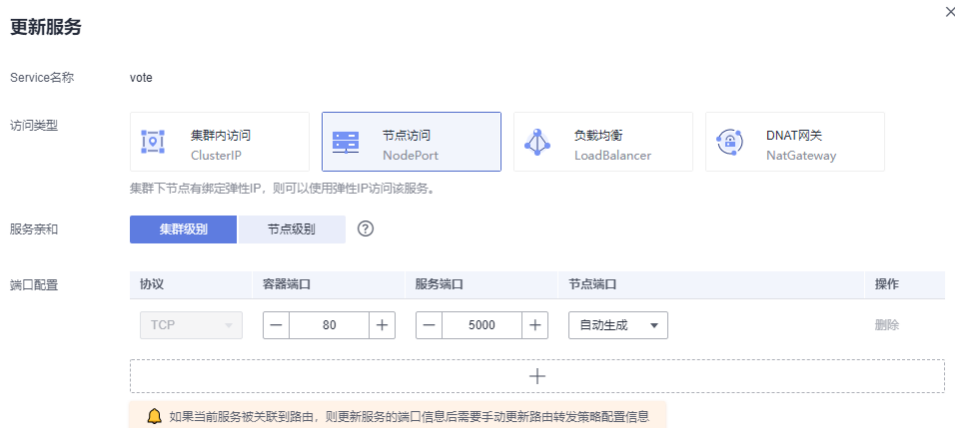 更新服务
Service名称 vote
访问类型 集群内访问 节点访问 负载均衡 DNAT网关
ClusterIP NodePort LoadBalancer NatGateway
集群下节点有绑定弹性IP，则可以使用弹性IP访问该服务。
服务亲和 集群级别 节点级别 ?
端口配置 协议 容器端口 服务端口 节点端口 操作
TCP 80 5000 自动生成 删除
如果当前服务被关联到路由，则更新服务的端口信息后需要手动更新路由转发策略配置信息